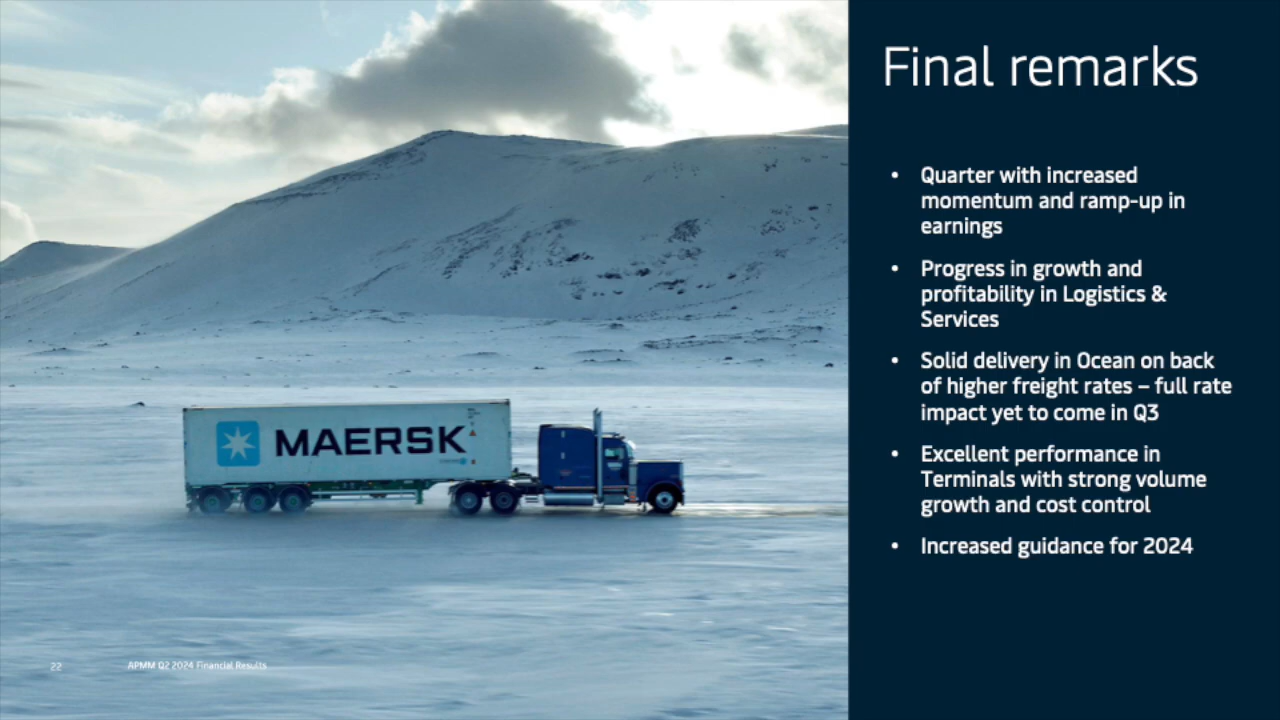 Final remarks
• Quarter with increased
momentum and ramp-up in
earnings
• Progress in growth and
profitability in Logistics &
Services
• Solid delivery in Ocean on back
of higher freight rates – full rate
impact yet to come in Q3
• Excellent performance in
Terminals with strong volume
growth and cost control
• Increased guidance for 2024
MAERSK
22
APMM Q2 2024 Financial Results